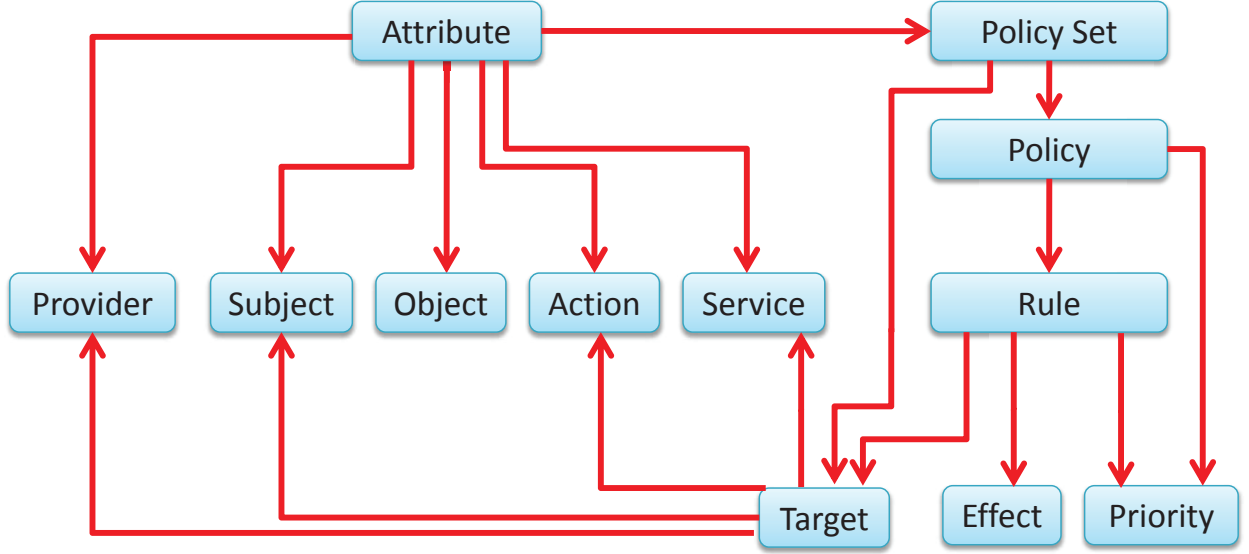 Attribute
Policy Set
Policy
Provider
Subject
Object
Action
Service
Rule
Target
Effect
Priority